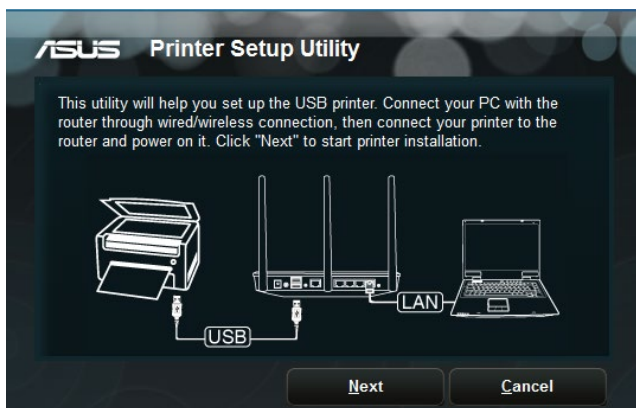 ASUS Printer Setup Utility
This utility will help you set up the USB printer. Connect your PC with the
router through wired/wireless connection, then connect your printer to the
router and power on it. Click "Next" to start printer installation.
LAN
USB
Next
Cancel